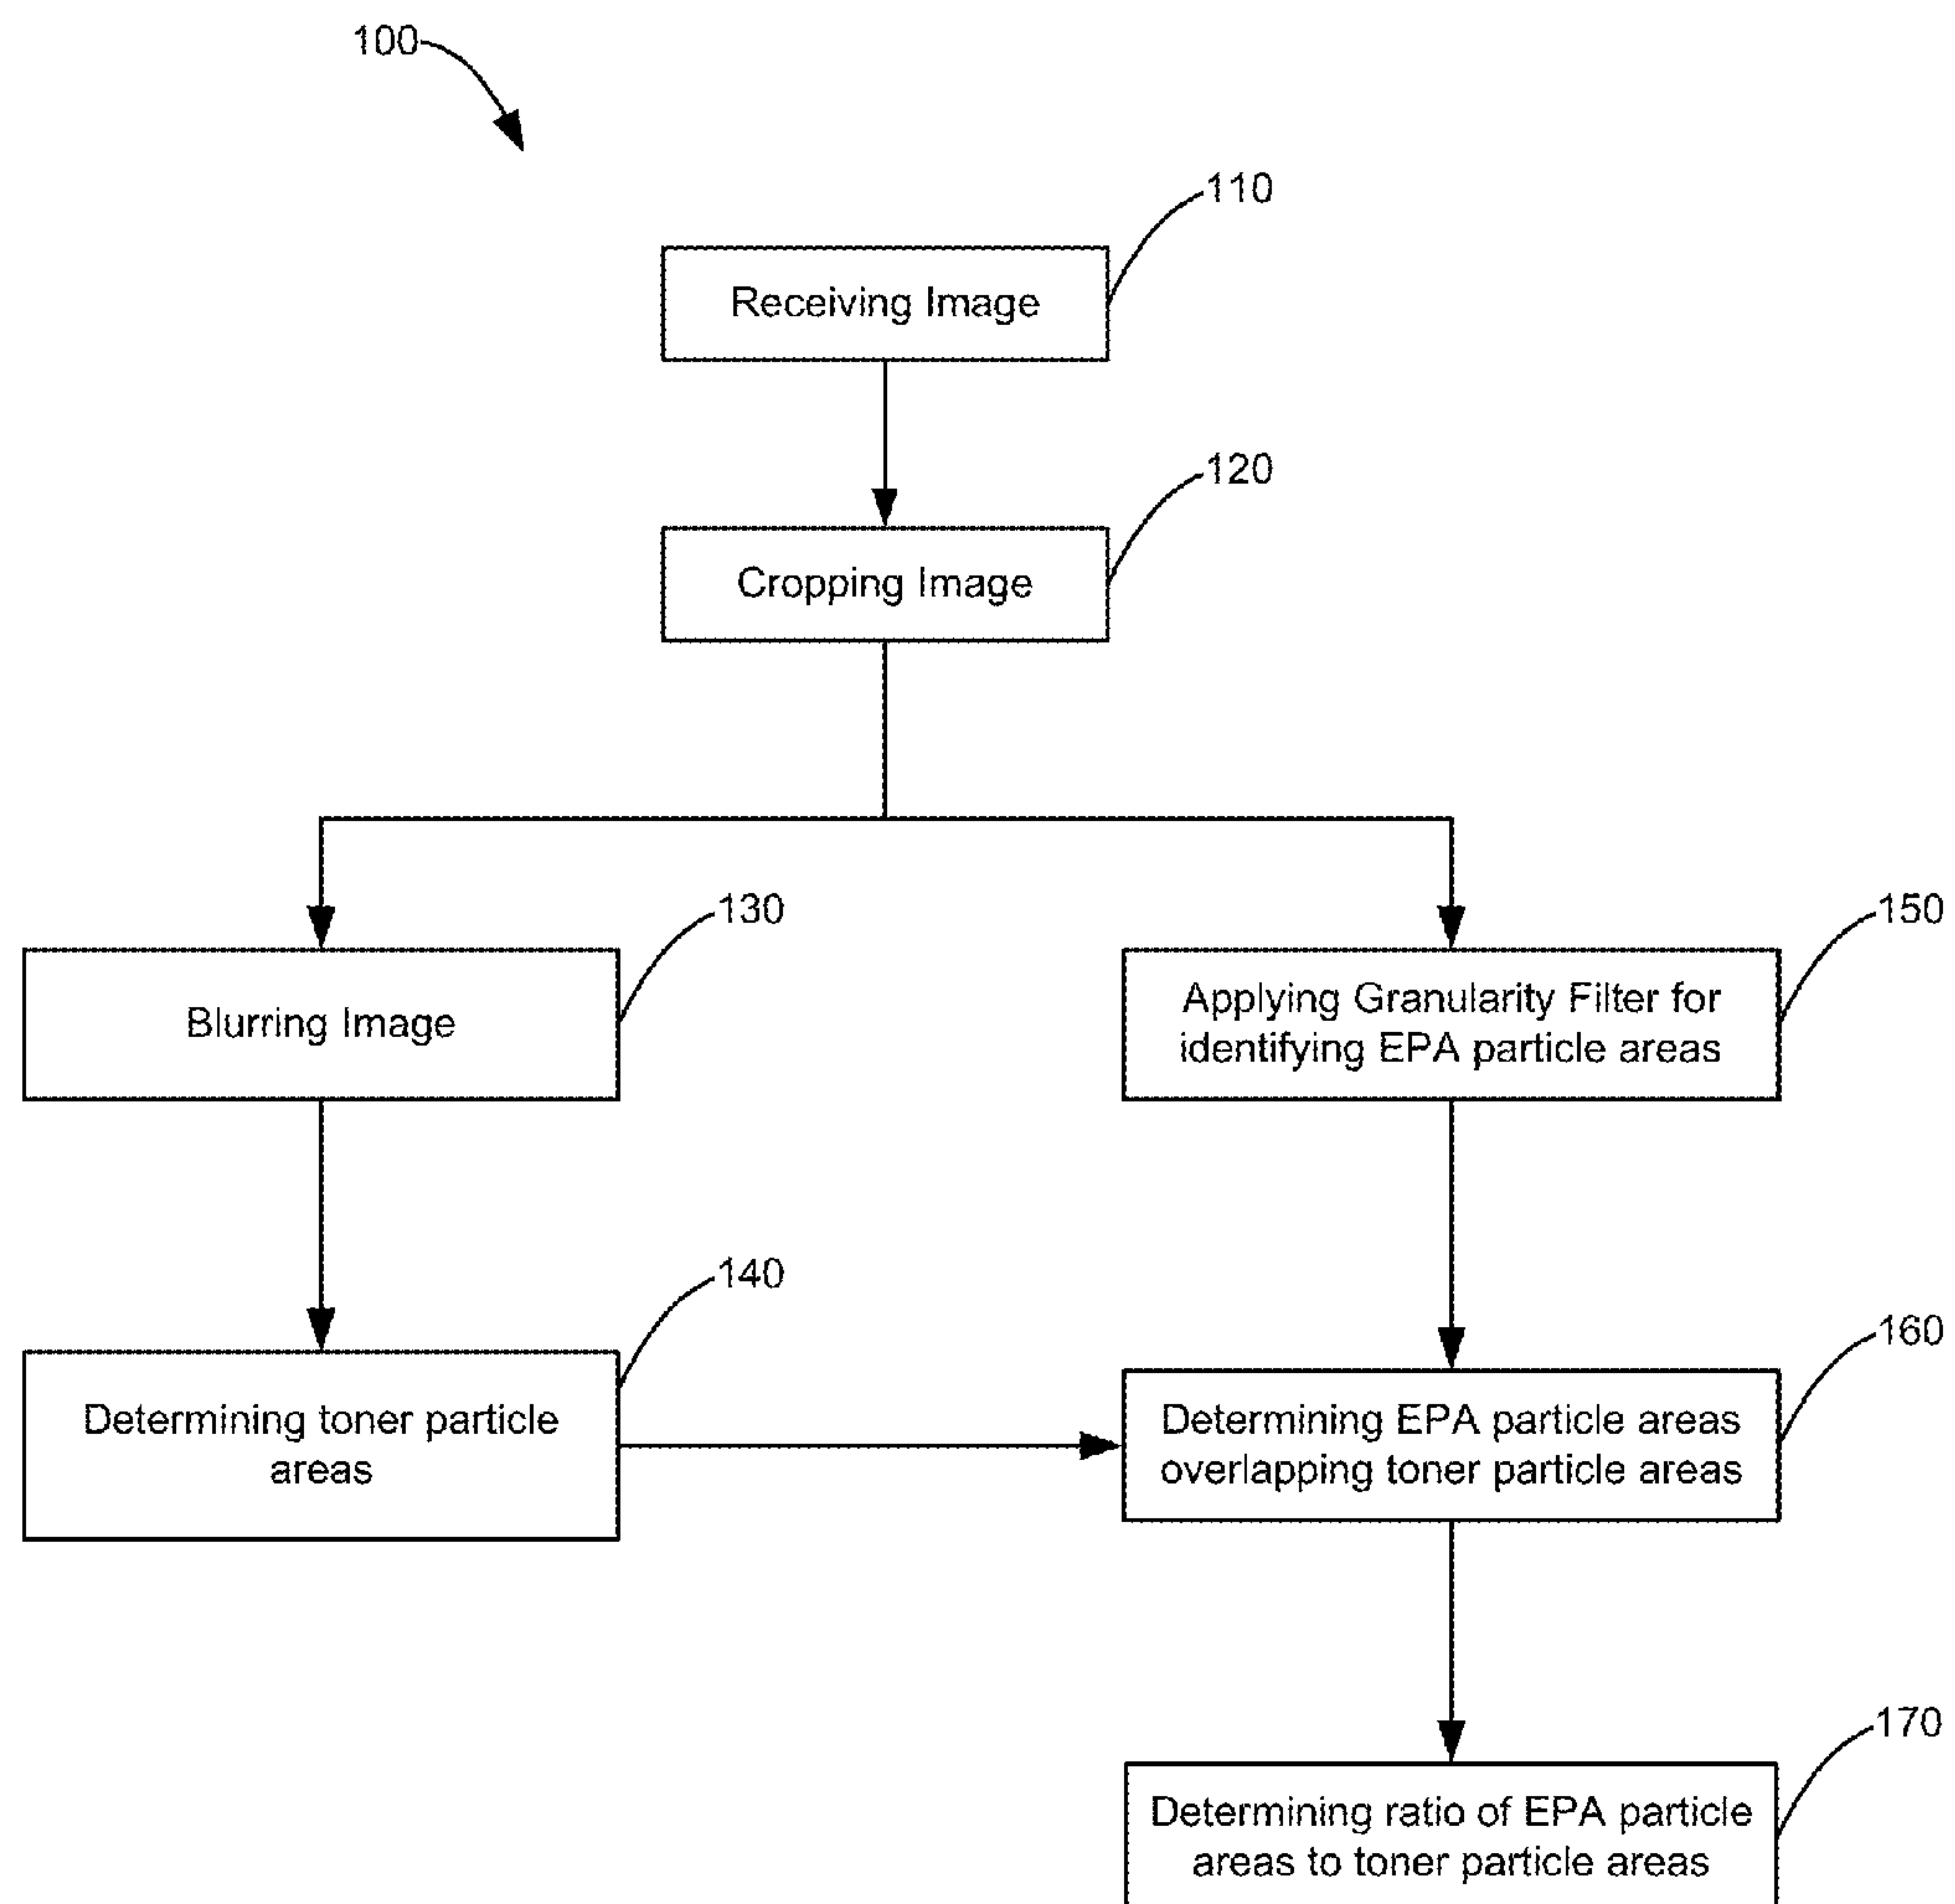 100
110
Receiving Image
120
Cropping Image
130
Blurring Image
150
Applying Granularity Filter for
identifying EPA particle areas
140
Determining toner particle
areas
160
Determining EPA particle areas
overlapping toner particle areas
170
Determining ratio of EPA particle
areas to toner particle areas